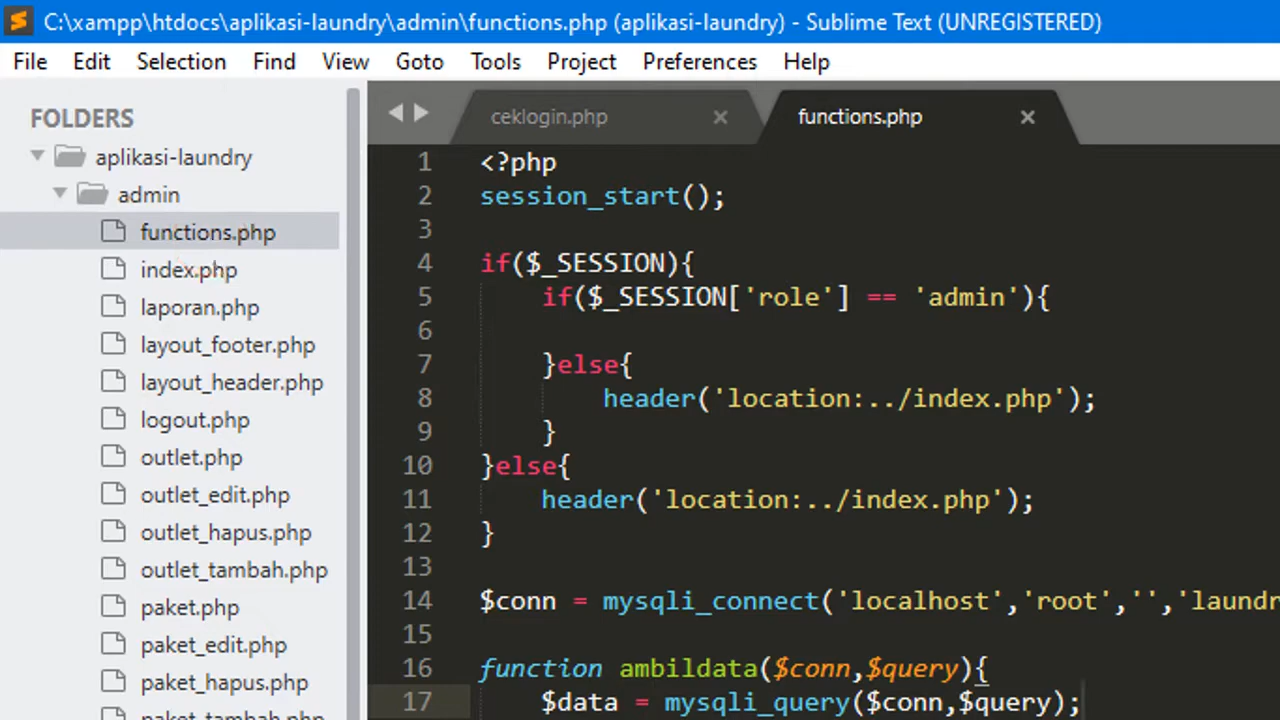 C:\xampp\htdocs\aplikasi-laundry\admin\functions.php (aplikasi-laundry) - Sublime Text (UNREGISTERED)
File Edit Selection Find View Goto Tools Project Preferences Help
FOLDERS
aplikasi-laundry
admin
functions.php
index.php
laporan.php
layout_footer.php
layout_header.php
logout.php
outlet.php
outlet_edit.php
outlet_hapus.php
outlet_tambah.php
paket.php
paket_edit.php
paket_hapus.php
paket_tambah.php
ceklogin.php × functions.php ×
1 <?php
2 session_start();
3
4 if($_SESSION){
5 if($_SESSION['role'] == 'admin'){
6
7 }else{
8 header('location:../index.php');
9 }
10 }else{
11 header('location:../index.php');
12 }
13
14 $conn = mysqli_connect('localhost','root','','laundr
15
16 function ambildata($conn,$query){
17 $data = mysqli_query($conn,$query);